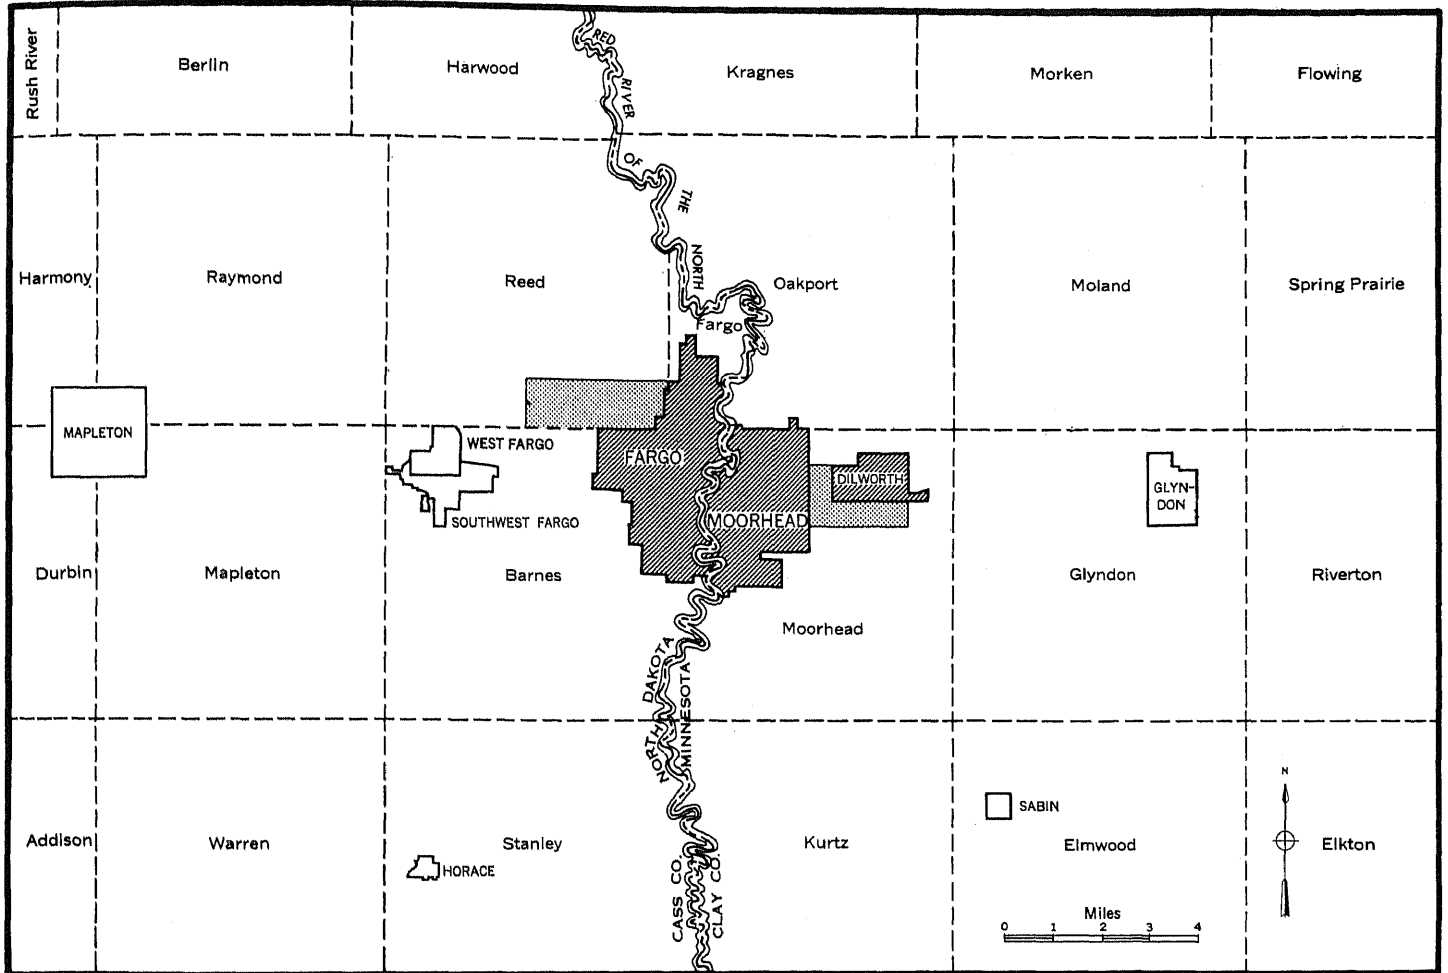 Rush River
Berlin
Harwood
RED RIVER OF THE NORTH
Kragnes
Morken
Flowing
Harmony
Raymond
Reed
Fargo
Oakport
Moland
Spring Prairie
MAPLETON
WEST FARGO
SOUTHWEST FARGO
FARGO
MOORHEAD
DILWORTH
GLYN-
DON
Durbin
Mapleton
Barnes
Moorhead
Glyndon
Riverton
NORTH DAKOTA
MINNESOTA
Addison
Warren
Stanley
HORACE
CASS CO.
CLAY CO.
Kurtz
SABIN
Elmwood
N
Elkton
Miles
0 1 2 3 4